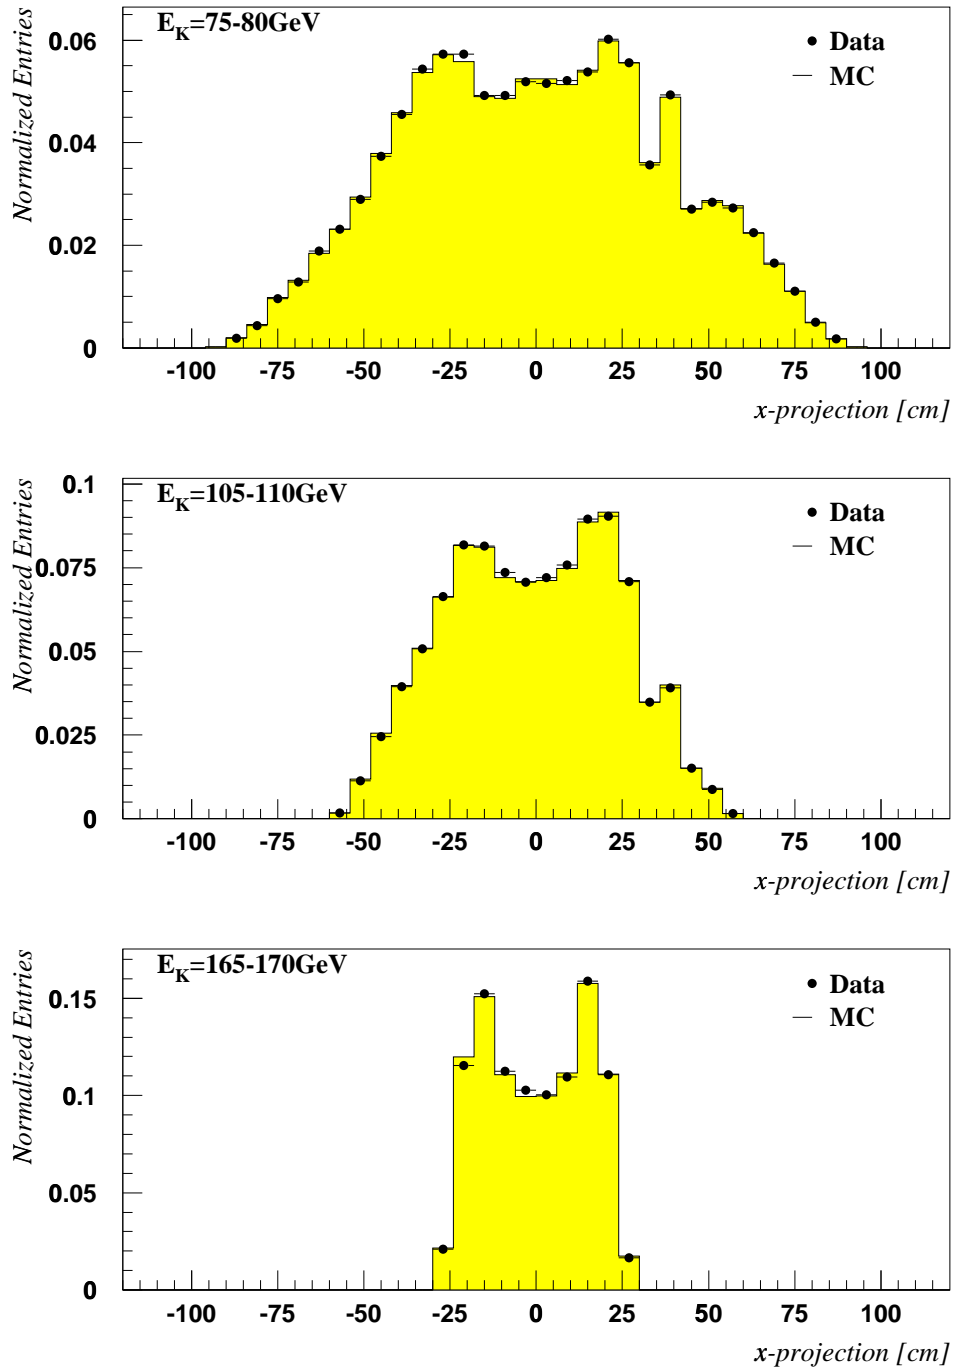 Normalized Entries
E_K=75-80GeV
Data
MC
0.06
0.04
0.02
0
-100 -75 -50 -25 0 25 50 75 100
x-projection [cm]
Normalized Entries
E_K=105-110GeV
Data
MC
0.1
0.075
0.05
0.025
0
-100 -75 -50 -25 0 25 50 75 100
x-projection [cm]
Normalized Entries
E_K=165-170GeV
Data
MC
0.15
0.1
0.05
0
-100 -75 -50 -25 0 25 50 75 100
x-projection [cm]